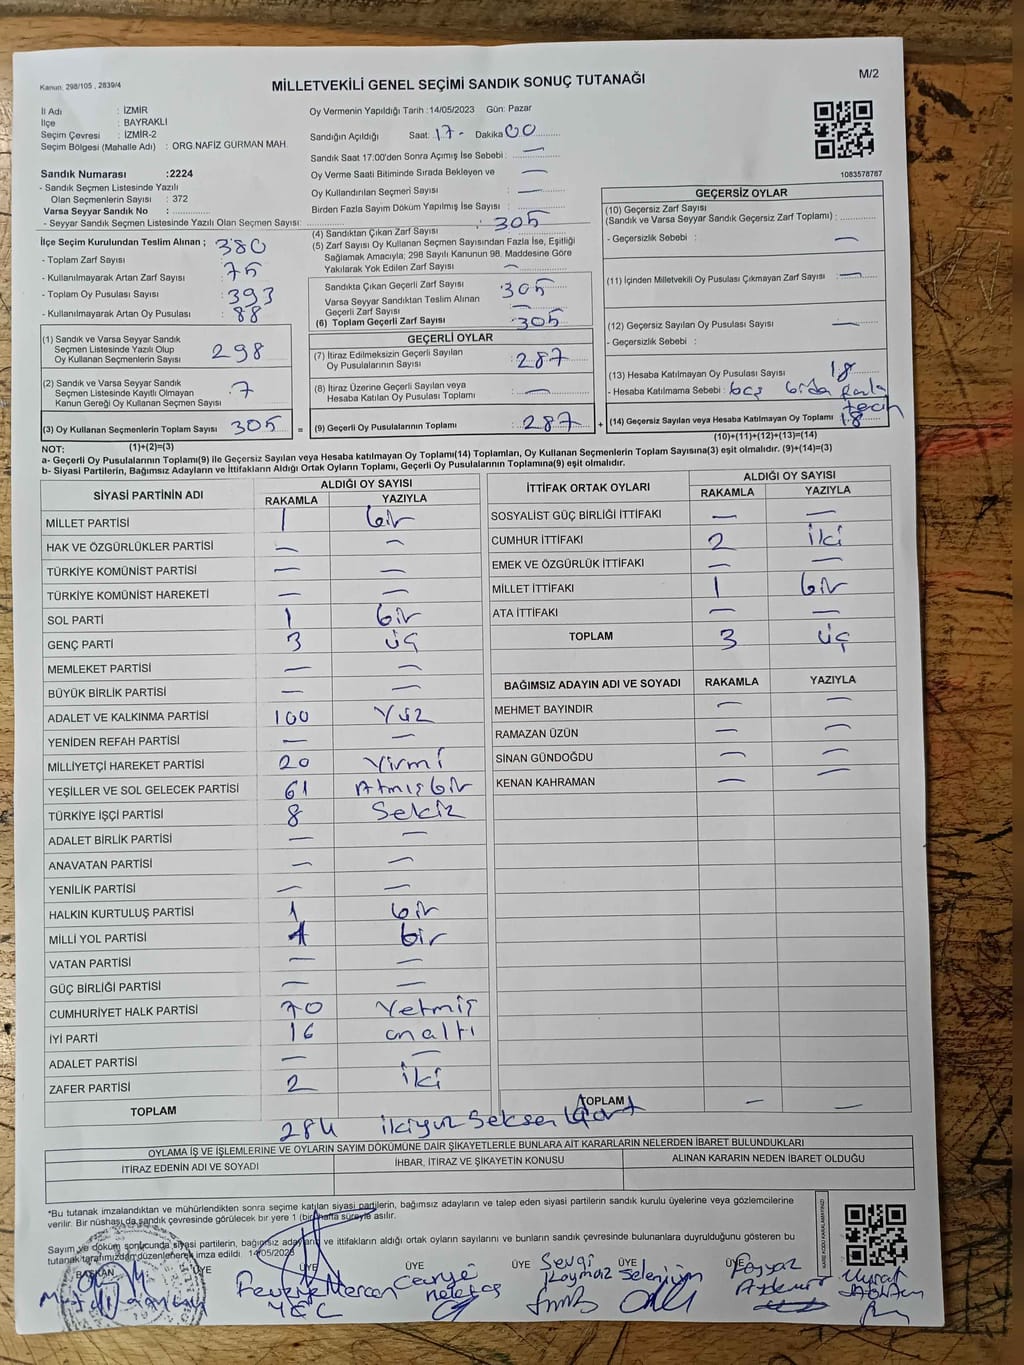 Kanun. 298/105 , 2839/4
MİLLETVEKİLİ GENEL SEÇİMİ SANDIK SONUÇ TUTANAĞI
M/2
İl Adı : İZMİR
İlçe : BAYRAKLI
Seçim Çevresi : İZMİR-2
Seçim Bölgesi (Mahalle Adı) : ORG.NAFİZ GÜRMAN MAH.
Sandık Numarası :2224
- Sandık Seçmen Listesinde Yazılı
Olan Seçmenlerin Sayısı : 372
Varsa Seyyar Sandık No :
- Seyyar Sandık Seçmen Listesinde Yazılı Olan Seçmen Sayısı:
Oy Vermenin Yapıldığı Tarih :14/05/2023 Gün: Pazar
Sandığın Açıldığı Saat: 17- Dakika 00
Sandık Saat 17:00'den Sonra Açımış İse Sebebi : —
Oy Verme Saati Bitiminde Sırada Bekleyen ve —
Oy Kullandırılan Seçmen Sayısı : —
Birden Fazla Sayım Döküm Yapılmış İse Sayısı :
1083578787
İlçe Seçim Kurulundan Teslim Alınan ; 380
- Toplam Zarf Sayısı
- Kullanılmayarak Artan Zarf Sayısı : 75
- Toplam Oy Pusulası Sayısı : 393
- Kullanılmayarak Artan Oy Pusulası : 88
(1) Sandık ve Varsa Seyyar Sandık
Seçmen Listesinde Yazılı Olup
Oy Kullanan Seçmenlerin Sayısı : 298
(2) Sandık ve Varsa Seyyar Sandık
Seçmen Listesinde Kayıtlı Olmayan
Kanun Gereği Oy Kullanan Seçmen Sayısı : 7
(3) Oy Kullanan Seçmenlerin Toplam Sayısı 305
(4) Sandıktan Çıkan Zarf Sayısı : 305
(5) Zarf Sayısı Oy Kullanan Seçmen Sayısından Fazla İse, Eşitliği
Sağlamak Amacıyla; 298 Sayılı Kanunun 98. Maddesine Göre
Yakılarak Yok Edilen Zarf Sayısı : —
Sandıkta Çıkan Geçerli Zarf Sayısı : 305
Varsa Seyyar Sandıktan Teslim Alınan
Geçerli Zarf Sayısı : —
(6) Toplam Geçerli Zarf Sayısı : 305
GEÇERLİ OYLAR
(7) İtiraz Edilmeksizin Geçerli Sayılan
Oy Pusulalarının Sayısı : 287
(8) İtiraz Üzerine Geçerli Sayılan veya
Hesaba Katılan Oy Pusulası Toplamı : —
= (9) Geçerli Oy Pusulalarının Toplamı : 287 +
GEÇERSİZ OYLAR
(10) Geçersiz Zarf Sayısı
(Sandık ve Varsa Seyyar Sandık Geçersiz Zarf Toplamı) :
- Geçersizlik Sebebi : —
(11) İçinden Milletvekili Oy Pusulası Çıkmayan Zarf Sayısı : —
(12) Geçersiz Sayılan Oy Pusulası Sayısı : —
- Geçersizlik Sebebi :
(13) Hesaba Katılmayan Oy Pusulası Sayısı : 18
- Hesaba Katılmama Sebebi : boş birden fazla
(14) Geçersiz Sayılan veya Hesaba Katılmayan Oy Toplamı 18
NOT: (1)+(2)=(3)
(10)+(11)+(12)+(13)=(14)
a- Geçerli Oy Pusulalarının Toplamı(9) ile Geçersiz Sayılan veya Hesaba katılmayan Oy Toplamı(14) Toplamları, Oy Kullanan Seçmenlerin Toplam Sayısına(3) eşit olmalıdır. (9)+(14)=(3)
b- Siyasi Partilerin, Bağımsız Adayların ve İttifakların Aldığı Ortak Oyların Toplamı, Geçerli Oy Pusulalarının Toplamına(9) eşit olmalıdır.
SİYASİ PARTİNİN ADI ALDIĞI OY SAYISI
RAKAMLA YAZIYLA
MİLLET PARTİSİ 1 bir
HAK VE ÖZGÜRLÜKLER PARTİSİ — —
TÜRKİYE KOMÜNİST PARTİSİ — —
TÜRKİYE KOMÜNİST HAREKETİ — —
SOL PARTİ 1 bir
GENÇ PARTİ 3 üç
MEMLEKET PARTİSİ — —
BÜYÜK BİRLİK PARTİSİ — —
ADALET VE KALKINMA PARTİSİ 100 Yüz
YENİDEN REFAH PARTİSİ — —
MİLLİYETÇİ HAREKET PARTİSİ 20 Yirmi
YEŞİLLER VE SOL GELECEK PARTİSİ 61 Atmışbir
TÜRKİYE İŞÇİ PARTİSİ 8 Sekiz
ADALET BİRLİK PARTİSİ — —
ANAVATAN PARTİSİ — —
YENİLİK PARTİSİ — —
HALKIN KURTULUŞ PARTİSİ 1 bir
MİLLİ YOL PARTİSİ 1 bir
VATAN PARTİSİ — —
GÜÇ BİRLİĞİ PARTİSİ — —
CUMHURİYET HALK PARTİSİ 70 Yetmiş
İYİ PARTİ 16 onaltı
ADALET PARTİSİ — —
ZAFER PARTİSİ 2 iki
TOPLAM 284 ikiyüz Seksen dört
İTTİFAK ORTAK OYLARI ALDIĞI OY SAYISI
RAKAMLA YAZIYLA
SOSYALİST GÜÇ BİRLİĞİ İTTİFAKI — —
CUMHUR İTTİFAKI 2 iki
EMEK VE ÖZGÜRLÜK İTTİFAKI — —
MİLLET İTTİFAKI 1 bir
ATA İTTİFAKI — —
TOPLAM 3 üç
BAĞIMSIZ ADAYIN ADI VE SOYADI RAKAMLA YAZIYLA
MEHMET BAYINDIR — —
RAMAZAN ÜZÜN — —
SİNAN GÜNDOĞDU — —
KENAN KAHRAMAN — —
TOPLAM — —
OYLAMA İŞ VE İŞLEMLERİNE VE OYLARIN SAYIM DÖKÜMÜNE DAİR ŞİKAYETLERLE BUNLARA AİT KARARLARIN NELERDEN İBARET BULUNDUKLARI
İTİRAZ EDENİN ADI VE SOYADI İHBAR, İTİRAZ VE ŞİKAYETİN KONUSU ALINAN KARARIN NEDEN İBARET OLDUĞU
*Bu tutanak imzalandıktan ve mühürlendikten sonra seçime katılan siyasi partilerin, bağımsız adayların ve talep eden siyasi partilerin sandık kurulu üyelerine veya gözlemcilerine
verilir. Bir nüshası da sandık çevresinde görülecek bir yere 1 (bir) hafta süreyle asılır.
Sayım ve döküm sonucunda siyasi partilerin, bağımsız adayların ve ittifakların aldığı ortak oyların sayılarını ve bunların sandık çevresinde bulunanlara duyrulduğunu gösteren bu
tutanak tarafımızdan düzenlenerek imza edildi. 14/05/2023
BAŞKAN ÜYE ÜYE ÜYE ÜYE ÜYE ÜYE
Sevgi Korkmaz